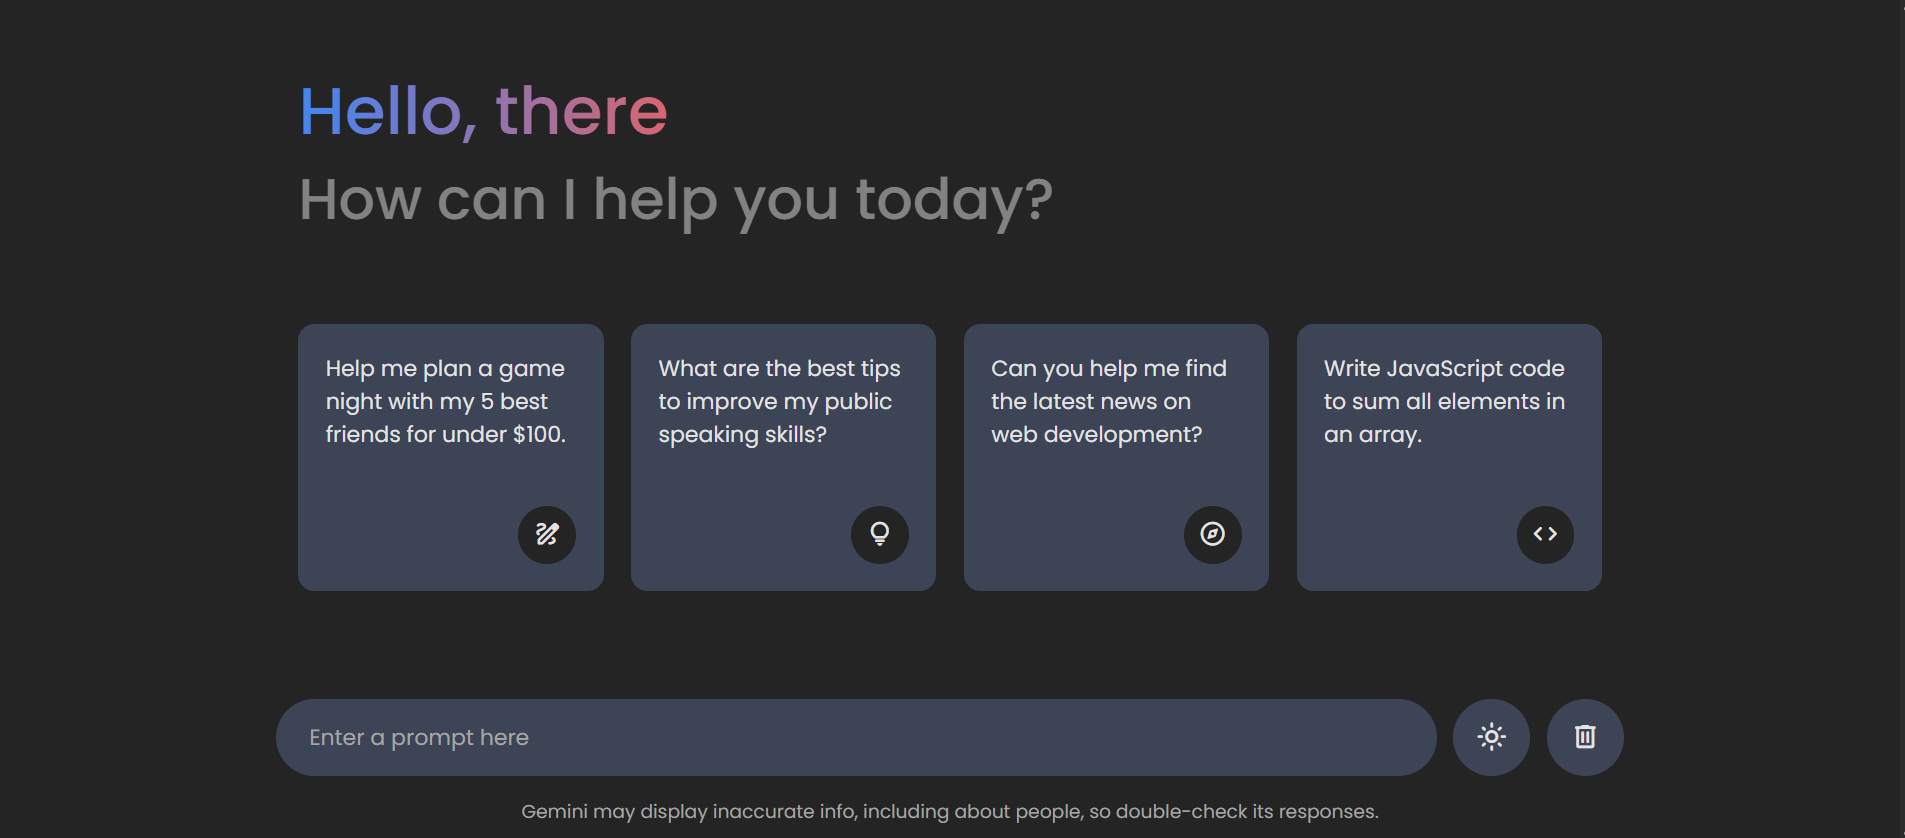 Hello, there
How can I help you today?
Help me plan a game
night with my 5 best
friends for under $100.
What are the best tips
to improve my public
speaking skills?
Can you help me find
the latest news on
web development?
Write JavaScript code
to sum all elements in
an array.
Enter a prompt here
Gemini may display inaccurate info, including about people, so double-check its responses.